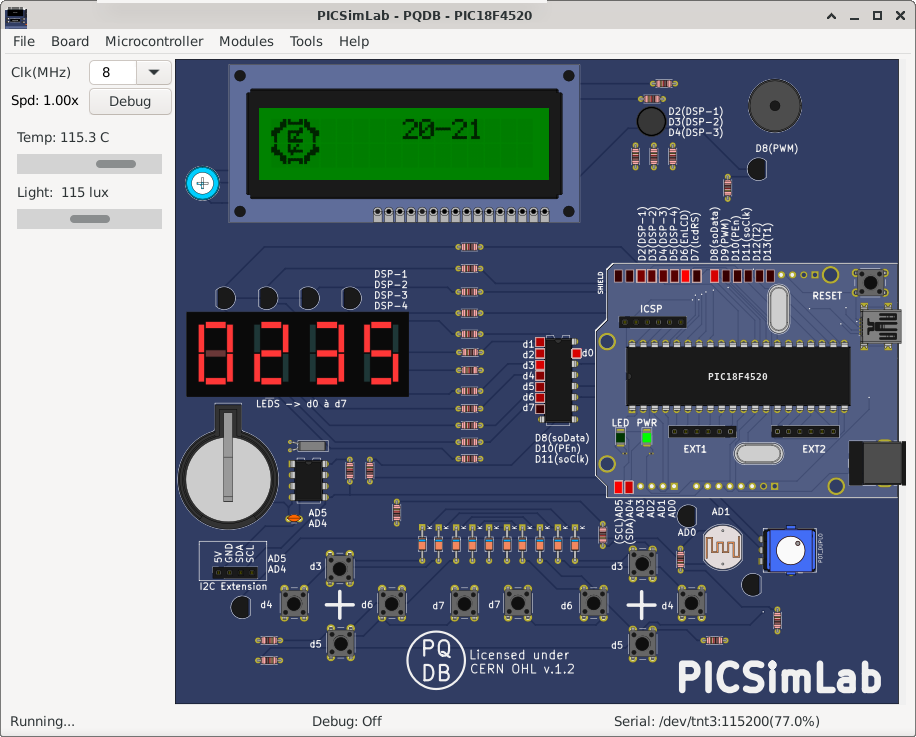 PICSimLab - PQDB - PIC18F4520
File Board Microcontroller Modules Tools Help
Clk(MHz) 8
Spd: 1.00x Debug
Temp: 115.3 C
Light: 115 lux
20-21
D2(DSP-1)
D3(DSP-2)
D4(DSP-3)
D8(PWM)
D2(DSP-1)
D3(DSP-2)
D4(DSP-3)
D5(DSP-4)
D6(EnLCD)
D7(lcdRS)
D8(soData)
D9(PWM)
D10(PEn)
D11(soClk)
D12(T2)
D13(T1)
DSP-1
DSP-2
DSP-3
DSP-4
SHIELD
ICSP
RESET
0235
LEDS -> d0 à d7
d1
d2
d3
d4
d5
d6
d7
d0
PIC18F4520
LED PWR
EXT1
EXT2
D8(soData)
D10(PEn)
D11(soClk)
(SCL)AD5
(SDA)AD4
AD3
AD2
AD1
AD0
AD5
AD4
5V
GND
SDA
SCL
AD5
AD4
I2C Extension
K K K K K K K K K K
AD0
AD1
POT_DUPLO
d3
d4
d6
d5
d7
d7
d3
d6
d4
d5
PQ
DB
Licensed under
CERN OHL v.1.2
PICSimLab
Running...
Debug: Off
Serial: /dev/tnt3:115200(77.0%)